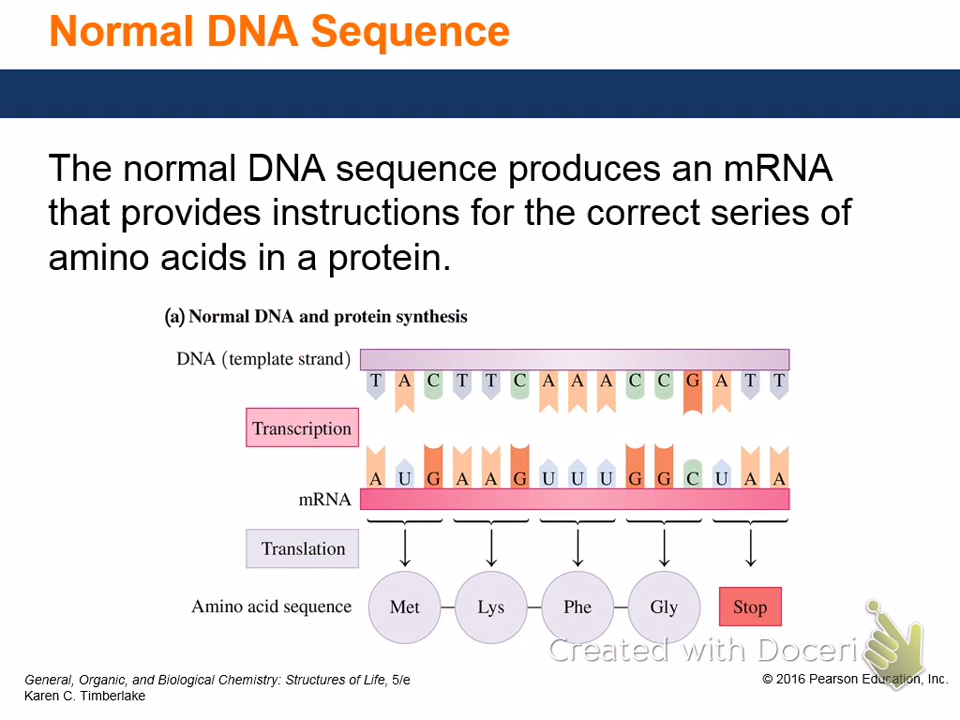 Normal DNA Sequence
The normal DNA sequence produces an mRNA
that provides instructions for the correct series of
amino acids in a protein.
(a) Normal DNA and protein synthesis
DNA (template strand)
T A C T T C A A A C C G A T T
Transcription
A U G A A G U U U G G C U A A
mRNA
Translation
Amino acid sequence Met Lys Phe Gly Stop
Created with Doceri
General, Organic, and Biological Chemistry: Structures of Life, 5/e
Karen C. Timberlake
© 2016 Pearson Education, Inc.